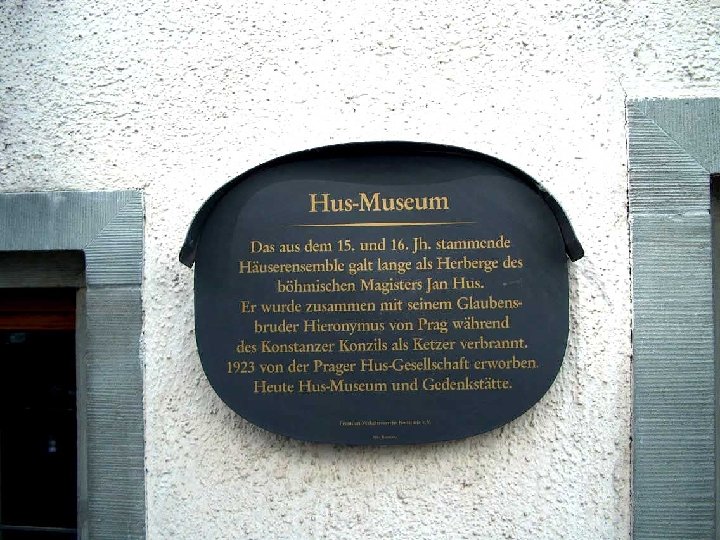 Hus-Museum
Das aus dem 15. und 16. Jh. stammende
Häuserensemble galt lange als Herberge des
böhmischen Magisters Jan Hus.
Er wurde zusammen mit seinem Glaubens-
bruder Hieronymus von Prag während
des Konstanzer Konzils als Ketzer verbrannt.
1923 von der Prager Hus-Gesellschaft erworben.
Heute Hus-Museum und Gedenkstätte.